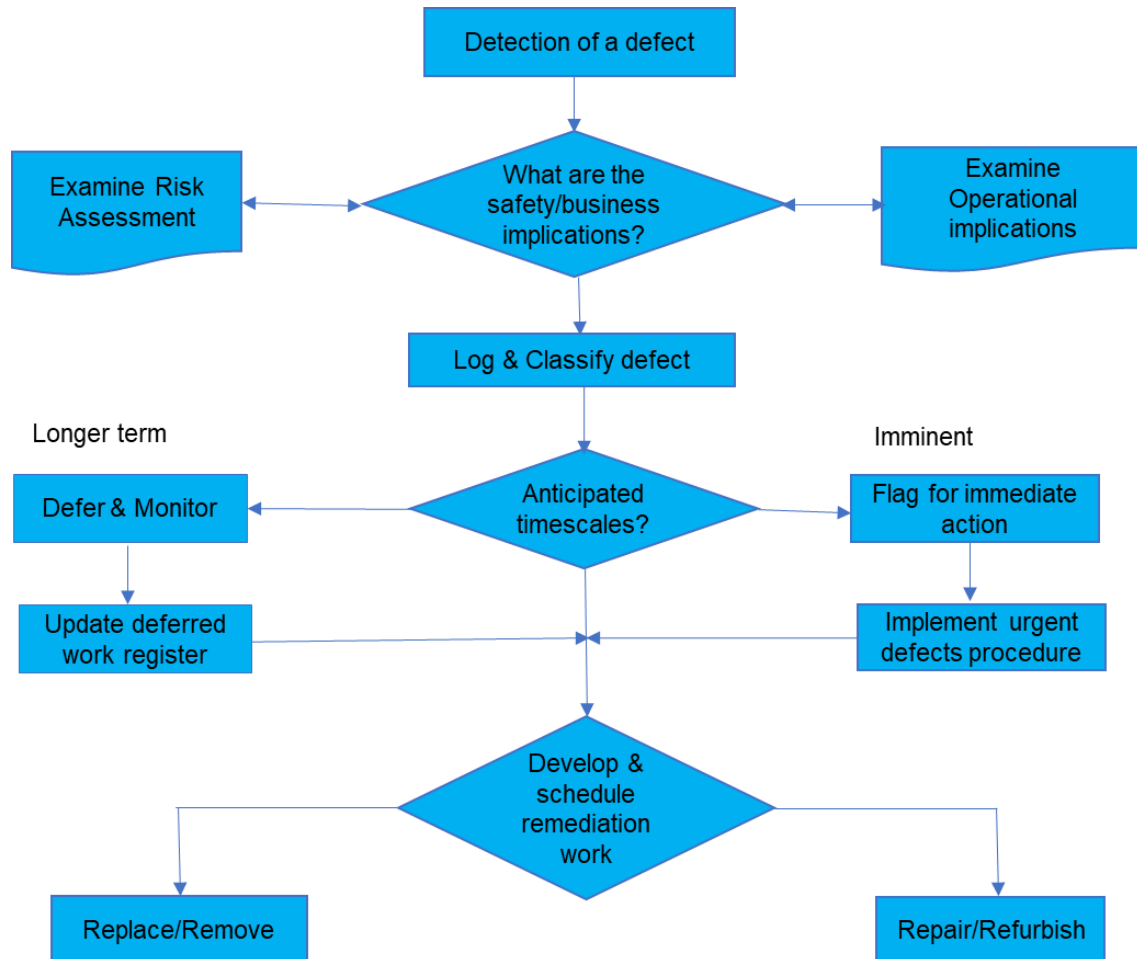 Detection of a defect
Examine Risk
Assessment
What are the
safety/business
implications?
Examine
Operational
implications
Log & Classify defect
Longer term
Imminent
Defer & Monitor
Anticipated
timescales?
Flag for immediate
action
Update deferred
work register
Implement urgent
defects procedure
Develop &
schedule
remediation
work
Replace/Remove
Repair/Refurbish